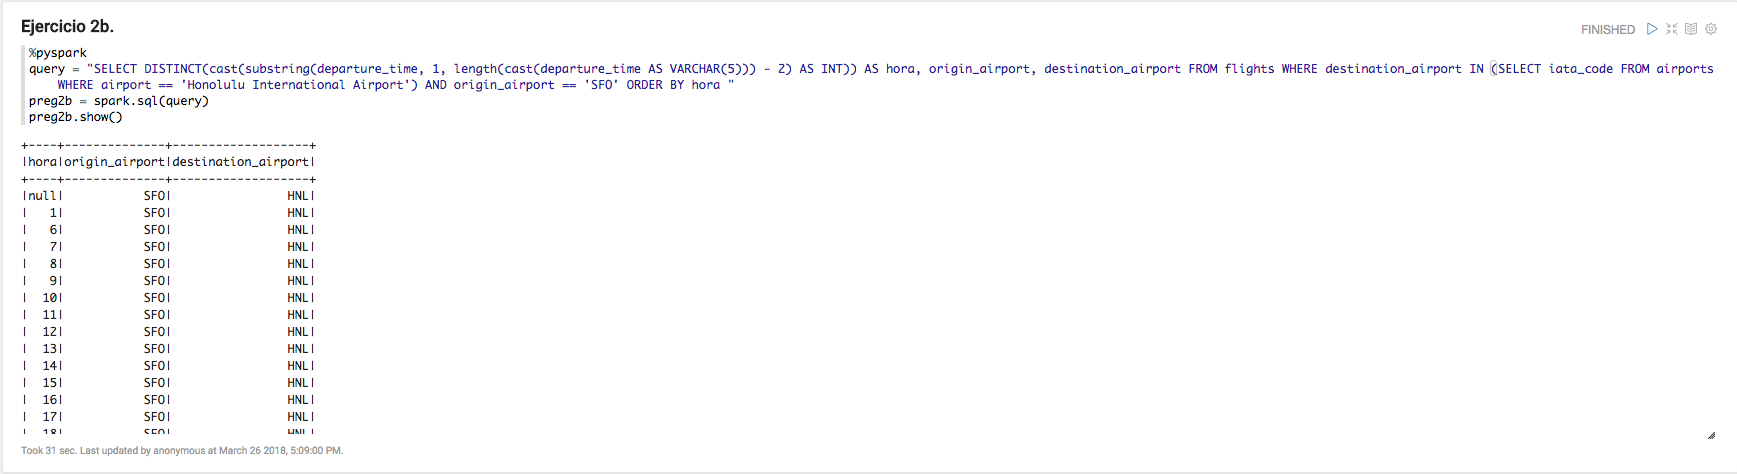 Ejercicio 2b.
FINISHED
%pyspark
query = "SELECT DISTINCT(cast(substring(departure_time, 1, length(cast(departure_time AS VARCHAR(5))) - 2) AS INT)) AS hora, origin_airport, destination_airport FROM flights WHERE destination_airport IN (SELECT iata_code FROM airports
WHERE airport == 'Honolulu International Airport') AND origin_airport == 'SFO' ORDER BY hora "
preg2b = spark.sql(query)
preg2b.show()
+----+--------------+-------------------+
|hora|origin_airport|destination_airport|
+----+--------------+-------------------+
|null|           SFO|                HNL|
|   1|           SFO|                HNL|
|   6|           SFO|                HNL|
|   7|           SFO|                HNL|
|   8|           SFO|                HNL|
|   9|           SFO|                HNL|
|  10|           SFO|                HNL|
|  11|           SFO|                HNL|
|  12|           SFO|                HNL|
|  13|           SFO|                HNL|
|  14|           SFO|                HNL|
|  15|           SFO|                HNL|
|  16|           SFO|                HNL|
|  17|           SFO|                HNL|
|  18|           SFO|                HNL|
Took 31 sec. Last updated by anonymous at March 26 2018, 5:09:00 PM.